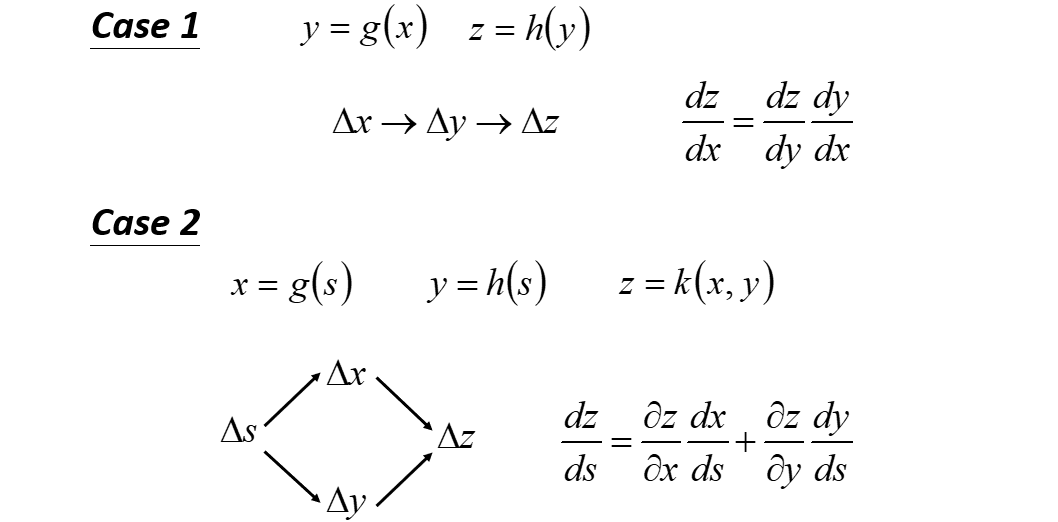 Case 1 y = g(x) z = h(y)
Δx → Δy → Δz dz/dx = dz/dy dy/dx
Case 2
x = g(s) y = h(s) z = k(x, y)
Δx
Δs Δz dz/ds = ∂z/∂x dx/ds + ∂z/∂y dy/ds
Δy